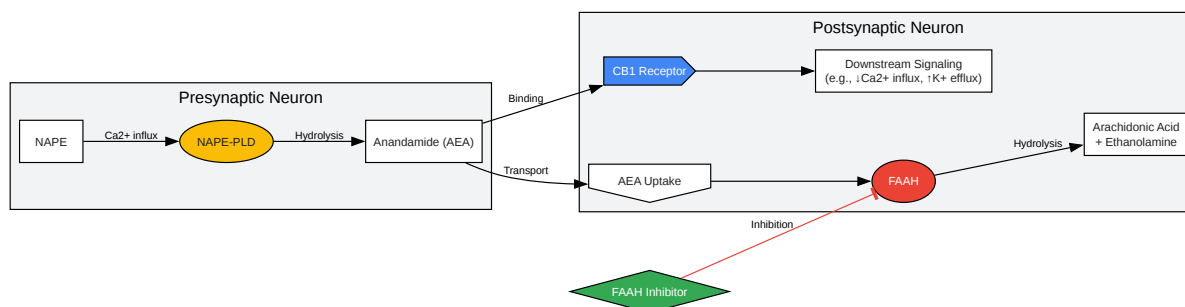 Postsynaptic Neuron
CB1 Receptor
Downstream Signaling
(e.g., ↓Ca2+ influx, ↑K+ efflux)
Presynaptic Neuron
Binding
NAPE
Ca2+ influx
NAPE-PLD
Hydrolysis
Anandamide (AEA)
Transport
AEA Uptake
FAAH
Hydrolysis
Arachidonic Acid
+ Ethanolamine
Inhibition
FAAH Inhibitor